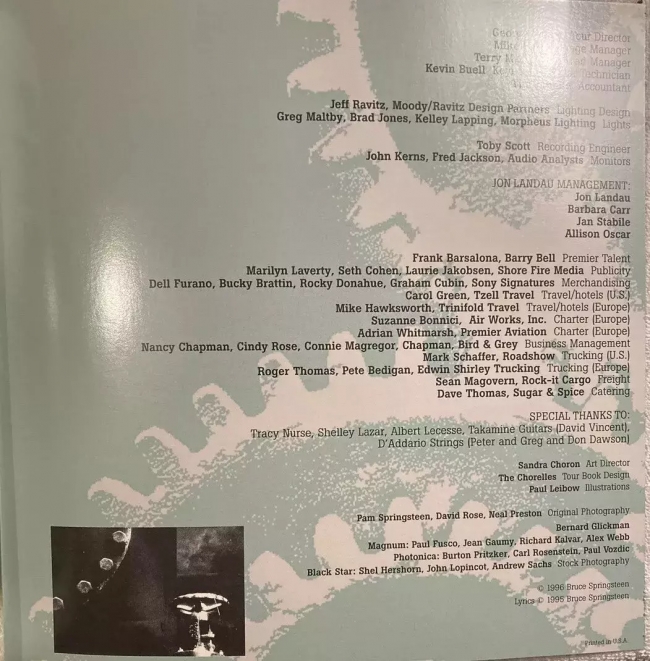 Tour Director
Manager
Terry Manager
Kevin Buell Technician
Accountant
Jeff Ravitz, Moody/Ravitz Design Partners Lighting Design
Greg Maltby, Brad Jones, Kelley Lapping, Morpheus Lighting Lights
Toby Scott Recording Engineer
John Kerns, Fred Jackson, Audio Analysts Monitors
JON LANDAU MANAGEMENT:
Jon Landau
Barbara Carr
Jan Stabile
Allison Oscar
Frank Barsalona, Barry Bell Premier Talent
Marilyn Laverty, Seth Cohen, Laurie Jakobsen, Shore Fire Media Publicity
Dell Furano, Bucky Brattin, Rocky Donahue, Graham Cubin, Sony Signatures Merchandising
Carol Green, Tzell Travel Travel/hotels (U.S.)
Mike Hawksworth, Trinifold Travel Travel/hotels (Europe)
Suzanne Bonnici, Air Works, Inc. Charter (Europe)
Adrian Whitmarsh, Premier Aviation Charter (Europe)
Nancy Chapman, Cindy Rose, Connie Magregor, Chapman, Bird & Grey Business Management
Mark Schaffer, Roadshow Trucking (U.S.)
Roger Thomas, Pete Bedigan, Edwin Shirley Trucking Trucking (Europe)
Sean Magovern, Rock-it Cargo Freight
Dave Thomas, Sugar & Spice Catering
SPECIAL THANKS TO:
Tracy Nurse, Shelley Lazar, Albert Lecesse, Takamine Guitars (David Vincent),
D'Addario Strings (Peter and Greg and Don Dawson)
Sandra Choron Art Director
The Chorelles Tour Book Design
Paul Leibow Illustrations
Pam Springsteen, David Rose, Neal Preston Original Photography
Bernard Glickman
Magnum: Paul Fusco, Jean Gaumy, Richard Kalvar, Alex Webb
Photonica: Burton Pritzker, Carl Rosenstein, Paul Vozdic
Black Star: Shel Hershorn, John Lopincot, Andrew Sachs Stock Photography
© 1996 Bruce Springsteen
Lyrics © 1995 Bruce Springsteen
Printed in U.S.A.